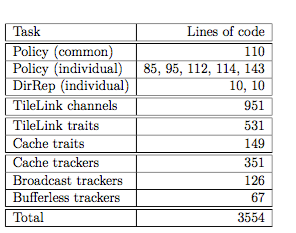 Task Lines of code
Policy (common) 110
Policy (individual) 85, 95, 112, 114, 143
DirRep (individual) 10, 10
TileLink channels 951
TileLink traits 531
Cache traits 149
Cache trackers 351
Broadcast trackers 126
Bufferless trackers 67
Total 3554